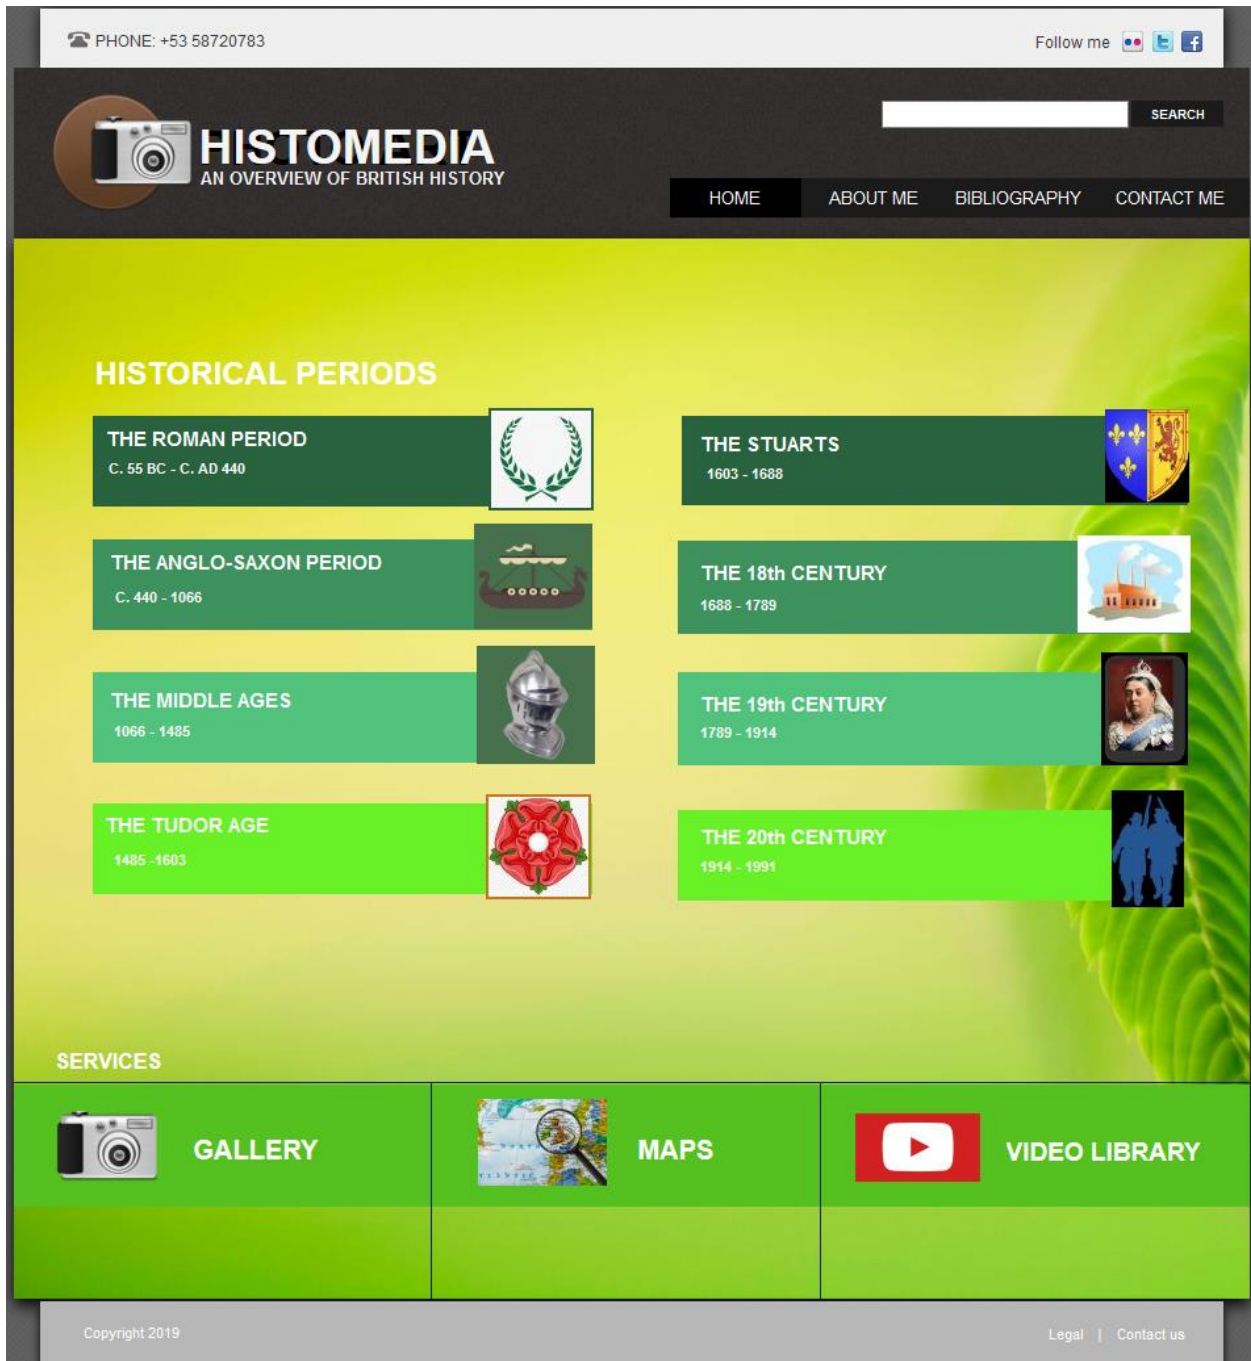 PHONE: +53 58720783
Follow me
HISTOMEDIA
AN OVERVIEW OF BRITISH HISTORY
SEARCH
HOME ABOUT ME BIBLIOGRAPHY CONTACT ME
HISTORICAL PERIODS
THE ROMAN PERIOD
C. 55 BC - C. AD 440
THE ANGLO-SAXON PERIOD
C. 440 - 1066
THE MIDDLE AGES
1066 - 1485
THE TUDOR AGE
1485 -1603
THE STUARTS
1603 - 1688
THE 18th CENTURY
1688 - 1789
THE 19th CENTURY
1789 - 1914
THE 20th CENTURY
1914 - 1991
SERVICES
GALLERY
MAPS
VIDEO LIBRARY
Copyright 2019
Legal | Contact us